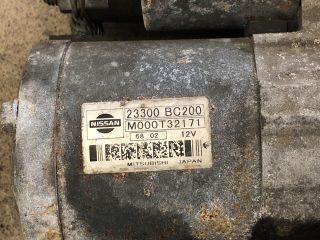 NISSAN
23300 BC200
M000T32171
68 02 12V
MITSUBISHI JAPAN